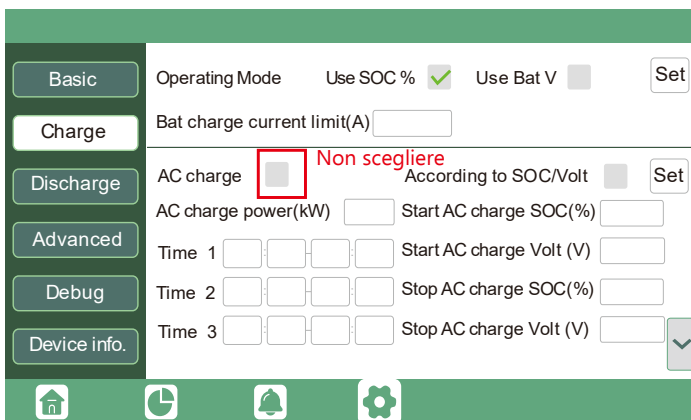 Basic
Charge
Discharge
Advanced
Debug
Device info.
Operating Mode Use SOC % Use Bat V Set
Bat charge current limit(A)
Non scegliere
AC charge According to SOC/Volt Set
AC charge power(kW) Start AC charge SOC(%)
Time 1 : - : Start AC charge Volt (V)
Time 2 : - : Stop AC charge SOC(%)
Time 3 : - : Stop AC charge Volt (V)